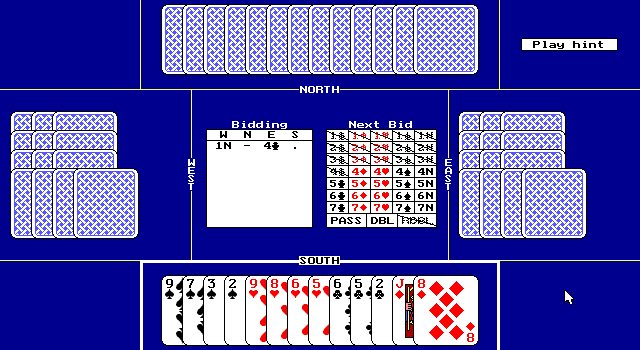 Play hint
NORTH
Bidding
Next Bid
W N E S
1N - 4♣ .
1♣ 1♦ 1♥ 1♠ 1N
2♣ 2♦ 2♥ 2♠ 2N
3♣ 3♦ 3♥ 3♠ 3N
4♣ 4♦ 4♥ 4♠ 4N
5♣ 5♦ 5♥ 5♠ 5N
6♣ 6♦ 6♥ 6♠ 6N
7♣ 7♦ 7♥ 7♠ 7N
PASS DBL RDBL
WEST
EAST
SOUTH
9 7 3 2 9 8 6 5 6 5 2 J 8
♠ ♠ ♠ ♠ ♥ ♥ ♥ ♥ ♣ ♣ ♣ ♦ ♦
8